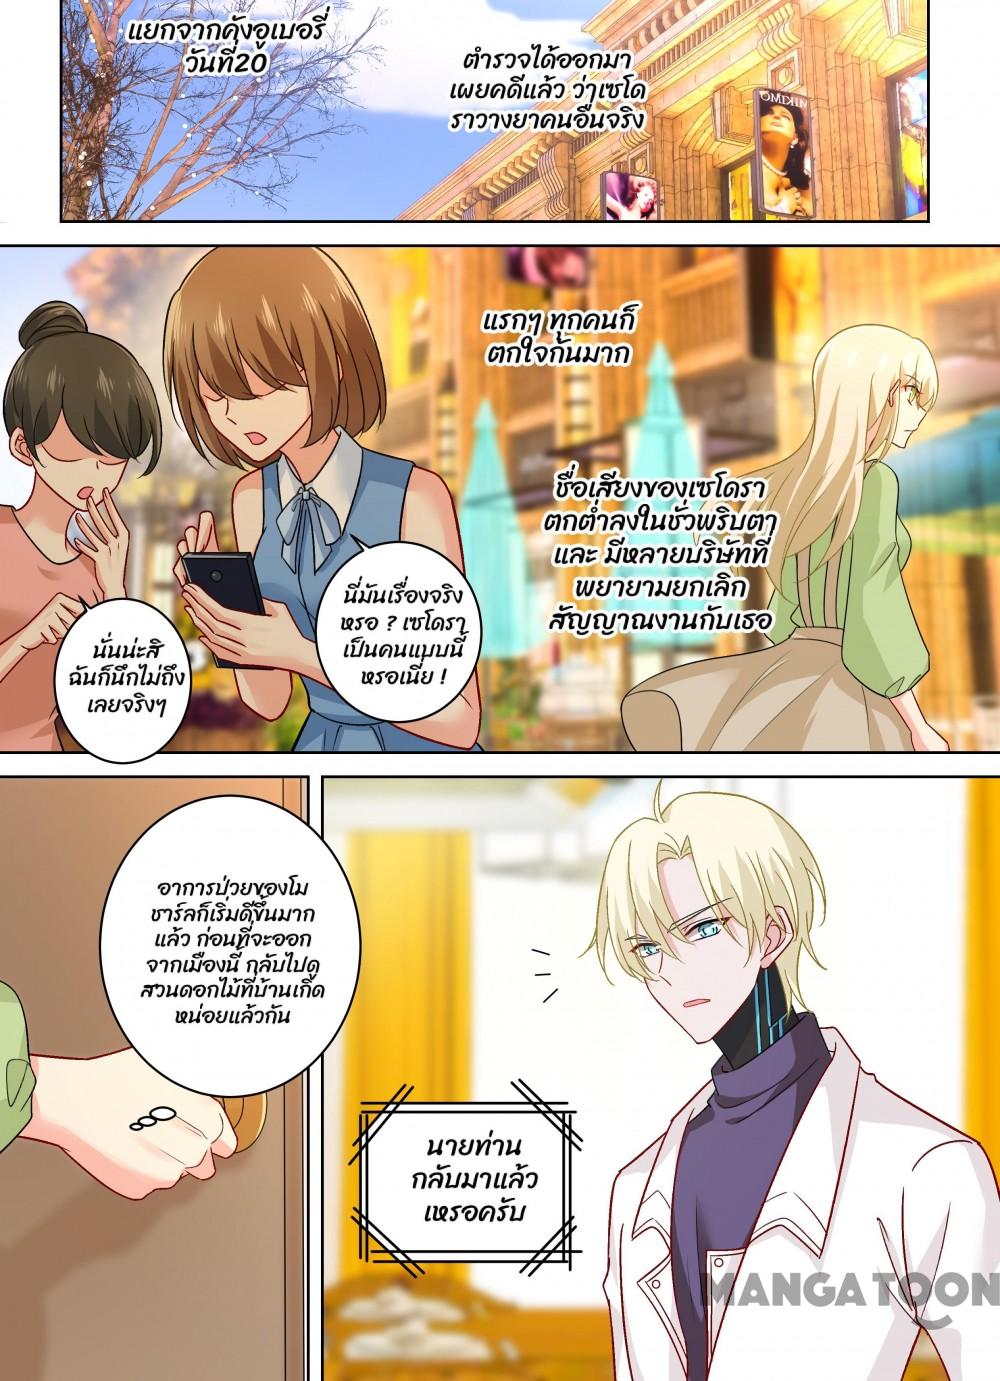 แยกจากคังอูเบอรี่
วันที่20
ตำรวจได้ออกมา
เผยคดีแล้ว ว่าเซโด
ราวางยาคนอื่นจริง
แรกๆ ทุกคนก็
ตกใจกันมาก
ชื่อเสียงของเซโดรา
ตกต่ำลงในชั่วพริบตา
และ มีหลายบริษัทที่
พยายามยกเลิก
สัญญาณงานกับเธอ
นี่มันเรื่องจริง
หรอ ? เซโดรา
เป็นคนแบบนี้
หรอเนี่ย !
นั่นน่ะสิ
ฉันก็นึกไม่ถึง
เลยจริงๆ
อาการป่วยของโม
ชาร์ลก็เริ่มดีขึ้นมาก
แล้ว ก่อนที่จะออก
จากเมืองนี้ กลับไปดู
สวนดอกไม้ที่บ้านเกิด
หน่อยแล้วกัน
นายท่าน
กลับมาแล้ว
เหรอครับ
MANGATOON